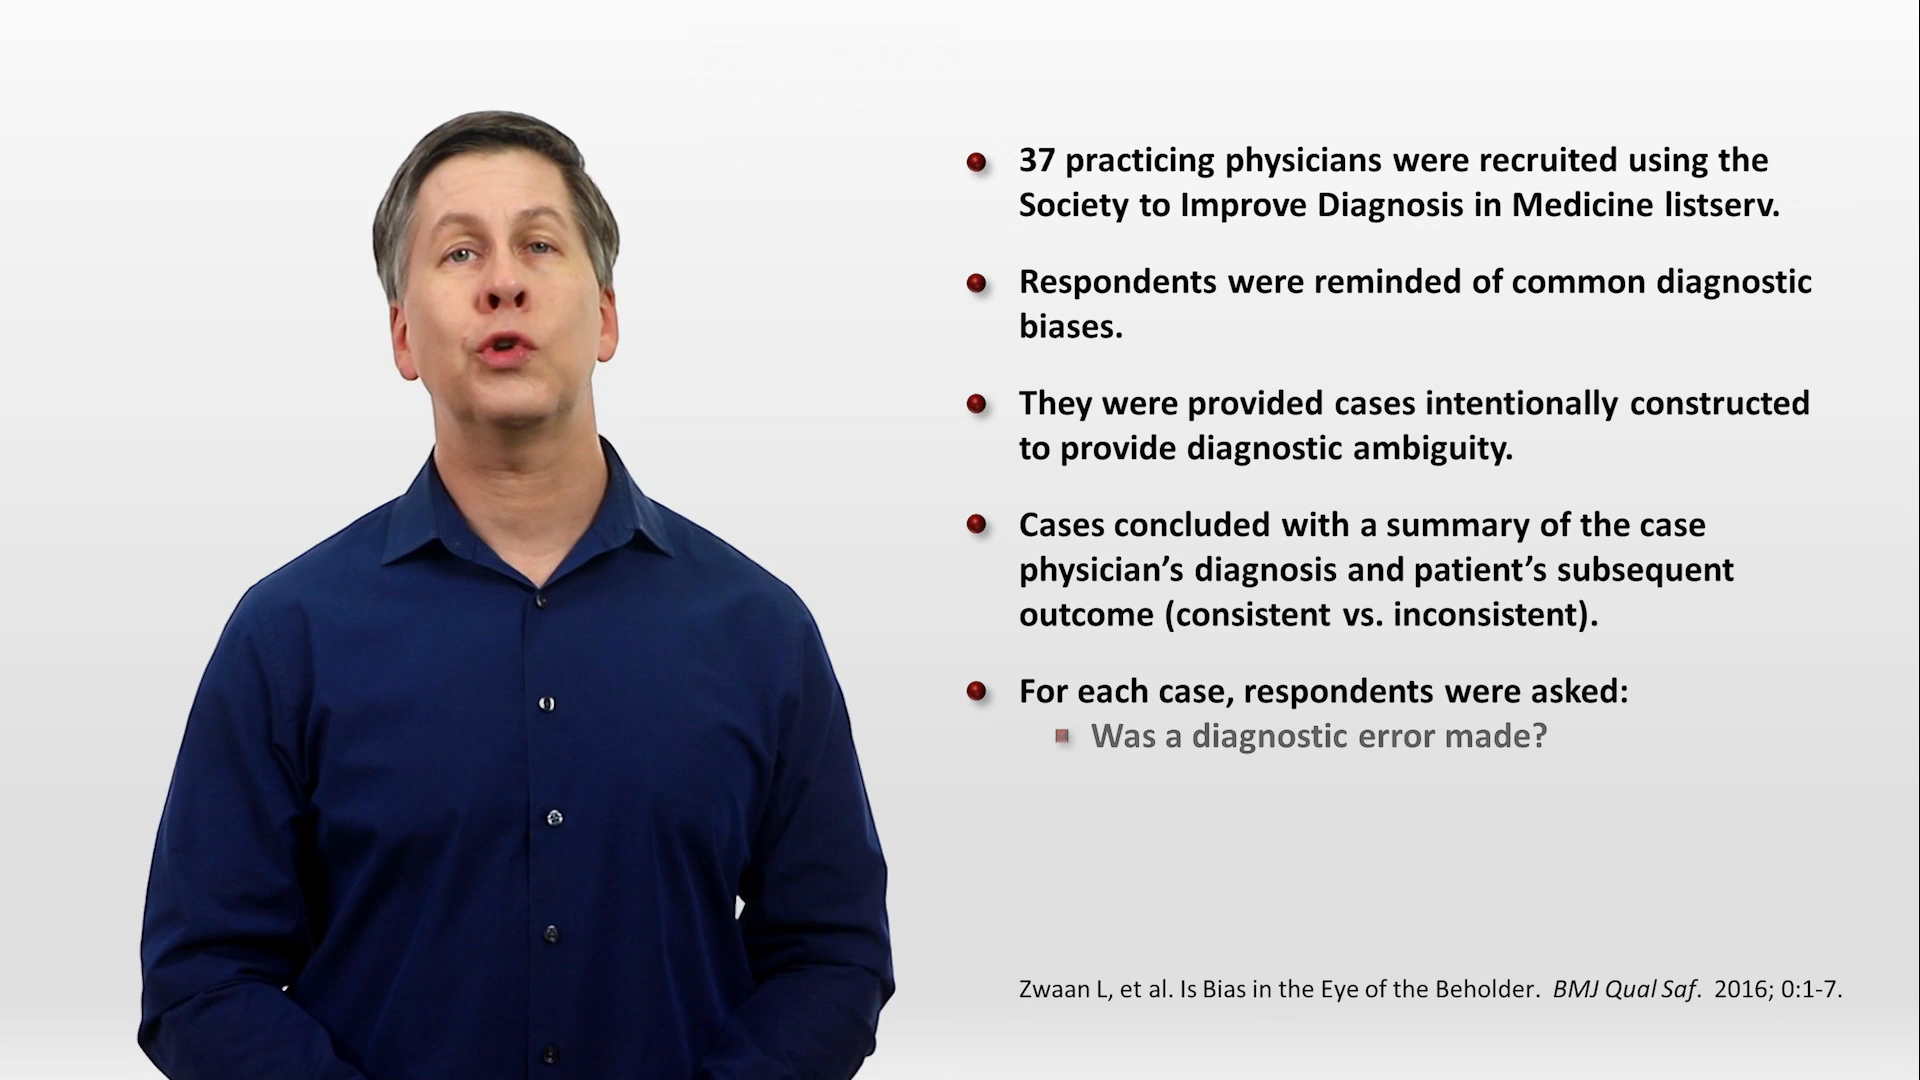 37 practicing physicians were recruited using the
Society to Improve Diagnosis in Medicine listserv.
Respondents were reminded of common diagnostic
biases.
They were provided cases intentionally constructed
to provide diagnostic ambiguity.
Cases concluded with a summary of the case
physician’s diagnosis and patient’s subsequent
outcome (consistent vs. inconsistent).
For each case, respondents were asked:
Was a diagnostic error made?
Zwaan L, et al. Is Bias in the Eye of the Beholder. BMJ Qual Saf. 2016; 0:1-7.